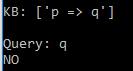 KB: ['p => q']
Query: q
NO